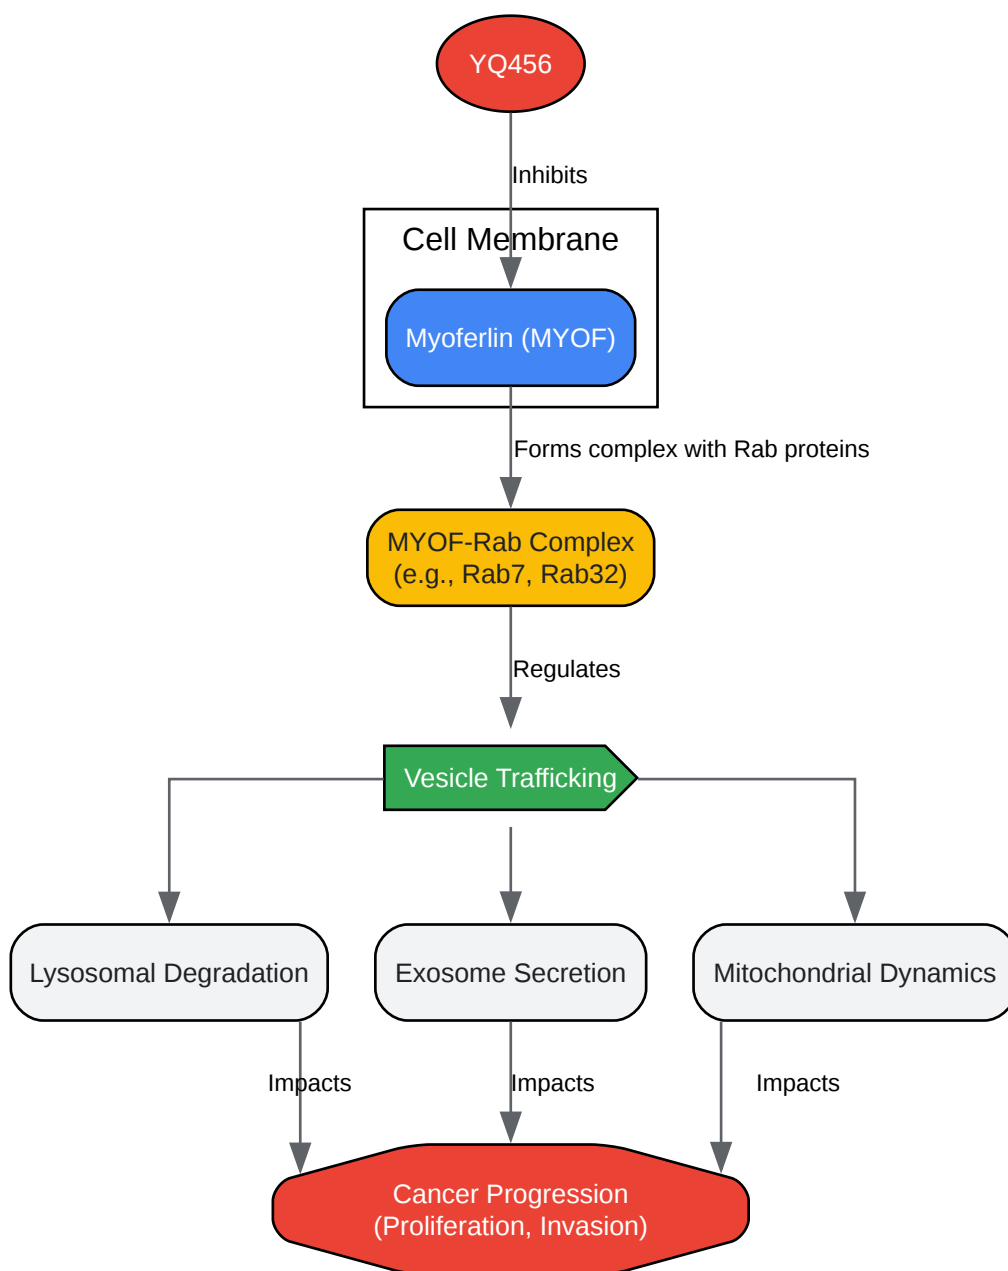 YQ456
Inhibits
Cell Membrane
Myoferlin (MYOF)
Forms complex with Rab proteins
MYOF-Rab Complex
(e.g., Rab7, Rab32)
Regulates
Vesicle Trafficking
Lysosomal Degradation
Exosome Secretion
Mitochondrial Dynamics
Impacts
Impacts
Impacts
Cancer Progression
(Proliferation, Invasion)